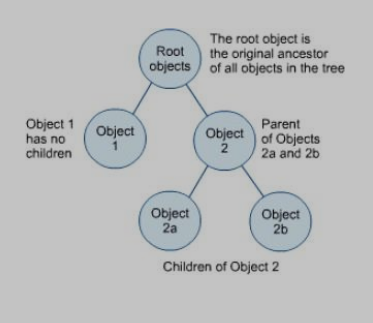 Root
objects
The root object is
the original ancestor
of all objects in the tree
Object 1
has no
children
Object
1
Object
2
Parent
of Objects
2a and 2b
Object
2a
Object
2b
Children of Object 2